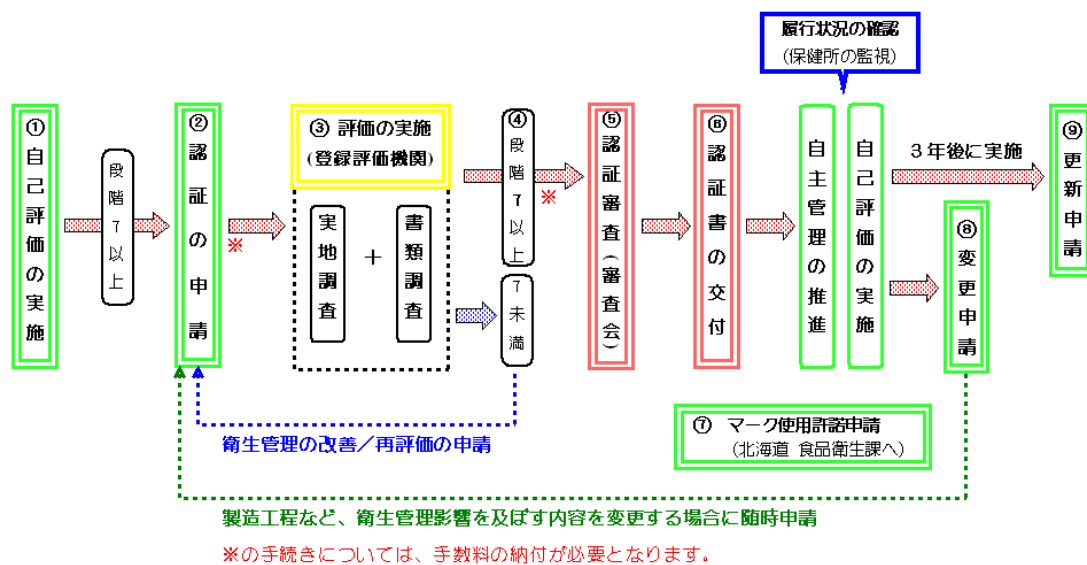 履行状況の確認
(保健所の監視)
①自己評価の実施
段階7以上
②認証の申請
※
③ 評価の実施
(登録評価機関)
実地調査
+
書類調査
④段階7以上
※
7未満
⑤認証審査(審査会)
⑥認証書の交付
自主管理の推進
自己評価の実施
3年後に実施
⑨更新申請
⑧変更申請
⑦ マーク使用許諾申請
(北海道 食品衛生課へ)
衛生管理の改善/再評価の申請
製造工程など、衛生管理影響を及ぼす内容を変更する場合に随時申請
※の手続きについては、手数料の納付が必要となります。